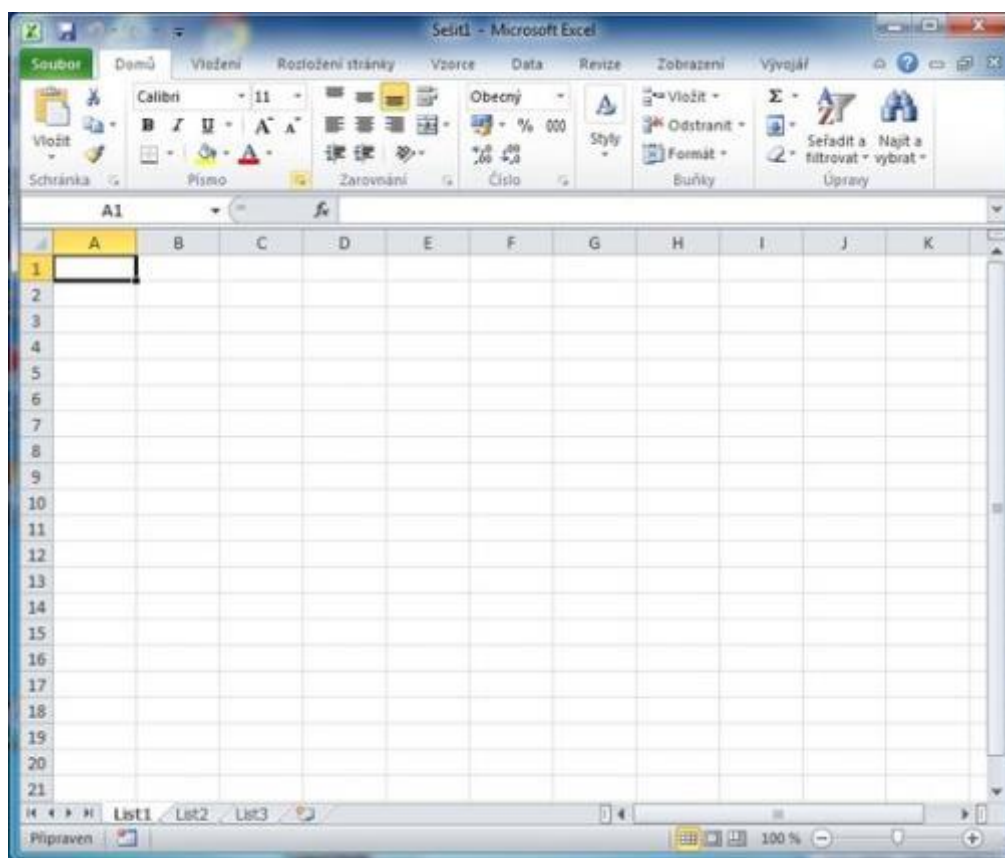 Sešit1 - Microsoft Excel
Soubor Domů Vložení Rozložení stránky Vzorce Data Revize Zobrazení Vývojář
Calibri 11 Obecný Vložit Σ
B I U A A % 000 Odstranit
Vložit A Styly Formát Seřadit a filtrovat Najít a vybrat
Schránka Písmo Zarovnání Číslo Buňky Úpravy
A1 fx
A B C D E F G H I J K
1
2
3
4
5
6
7
8
9
10
11
12
13
14
15
16
17
18
19
20
21
List1 List2 List3
Připraven 100 %